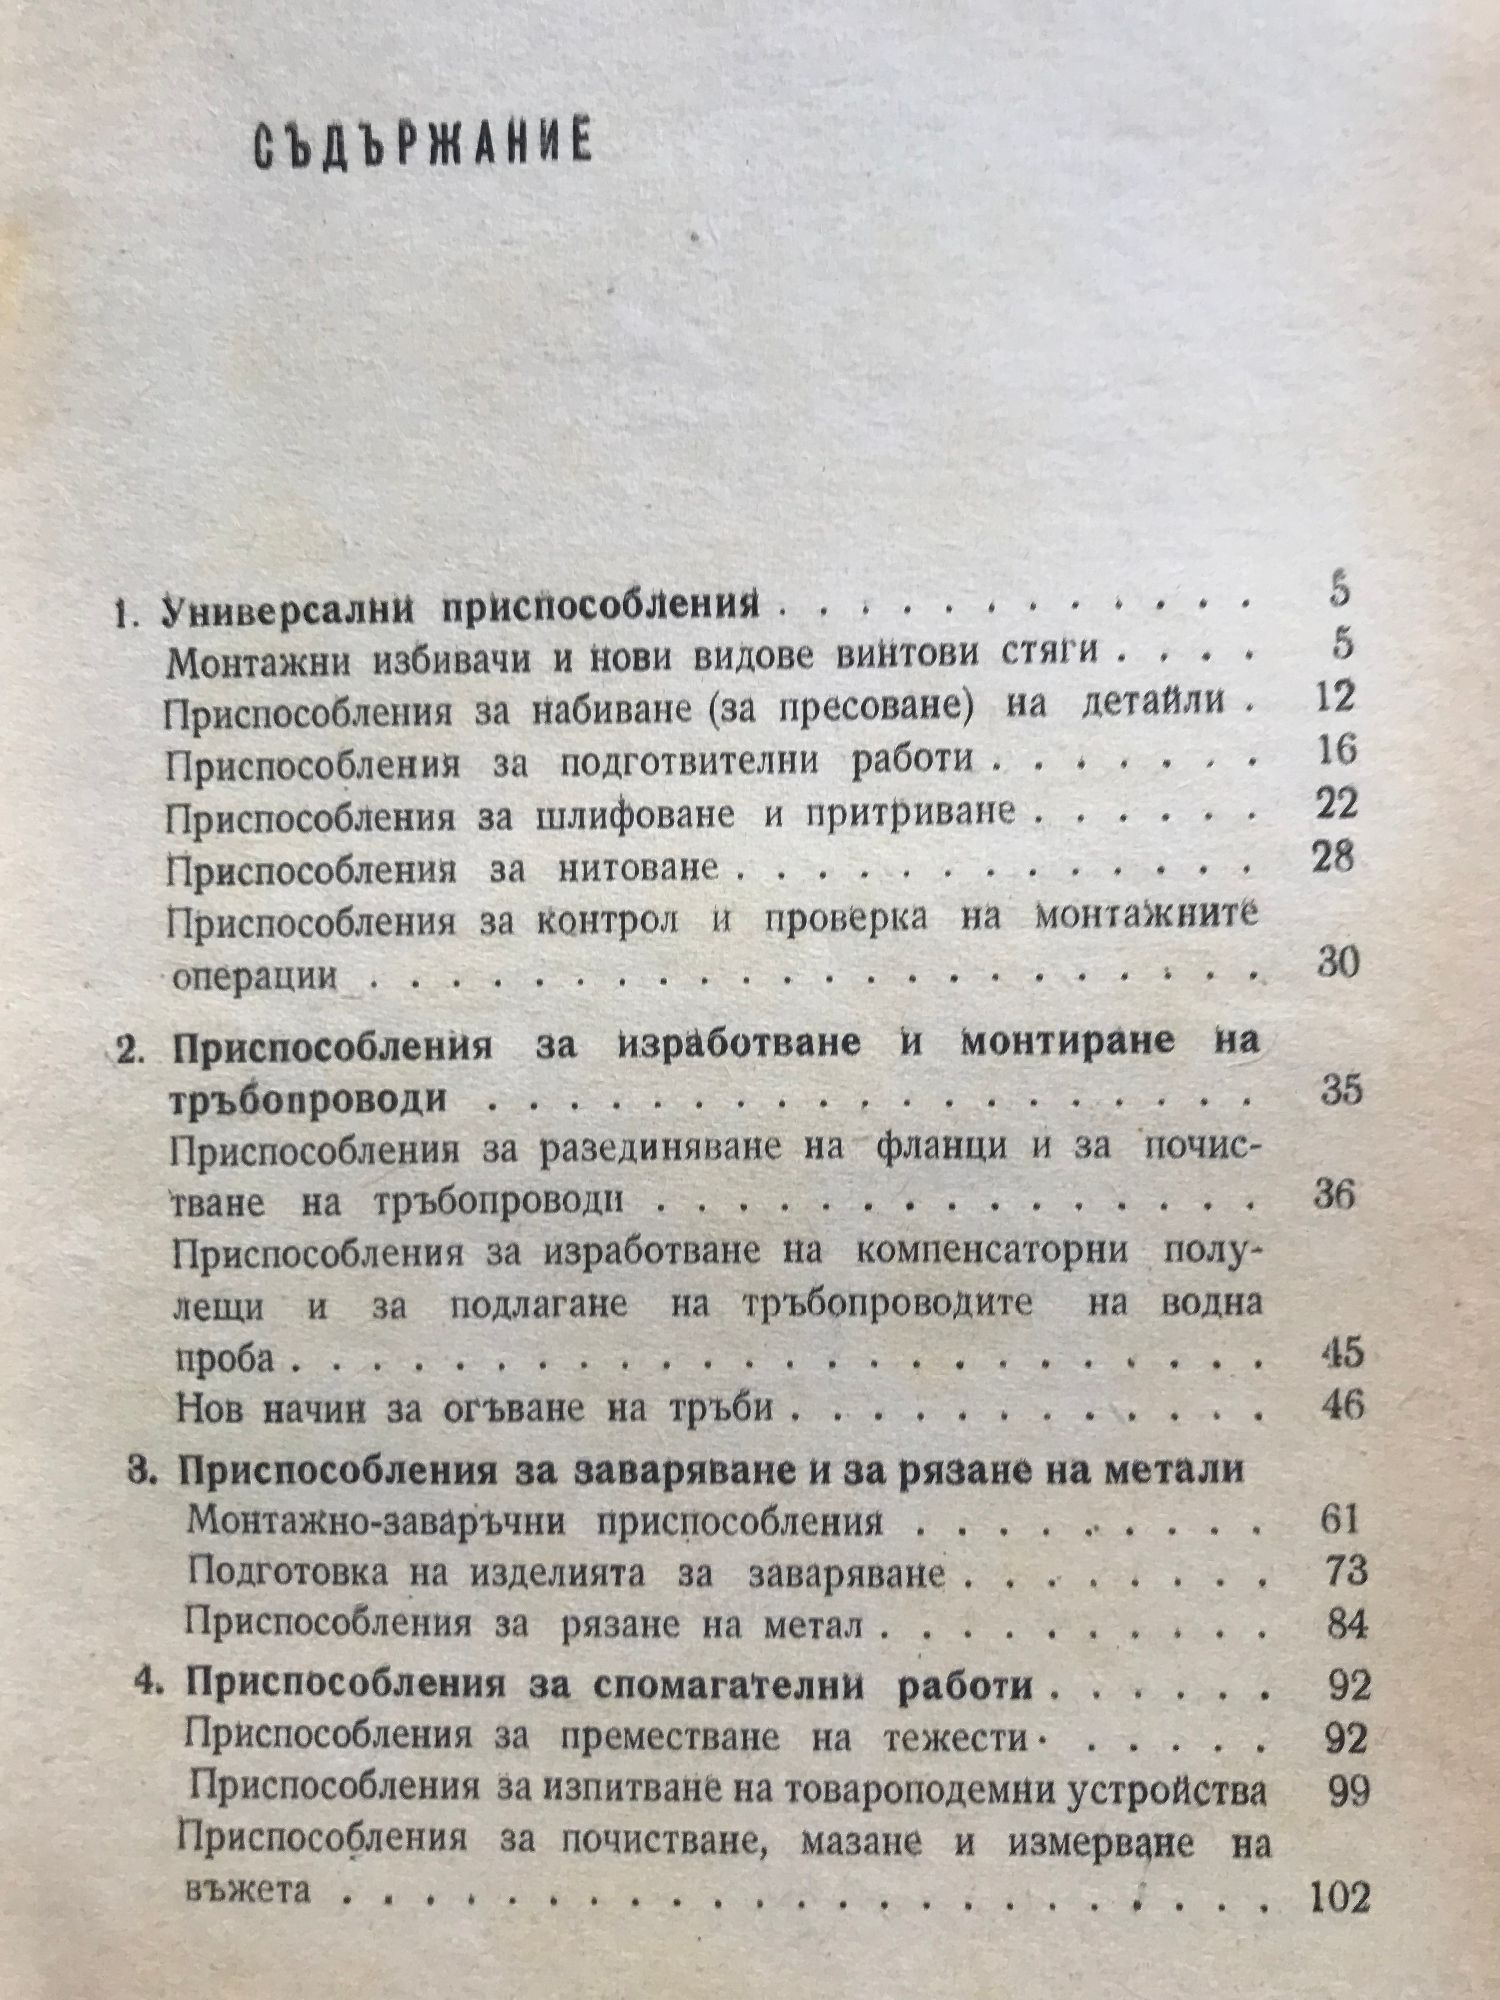 СЪДЪРЖАНИЕ
1. Универсални приспособления . . . . . . . . . . . . 5
Монтажни избивачи и нови видове винтови стяги . . . . 5
Приспособления за набиване (за пресоване) на детайли . 12
Приспособления за подготвителни работи . . . . . . . 16
Приспособления за шлифоване и притриване . . . . . . 22
Приспособления за нитоване . . . . . . . . . . . . . 28
Приспособления за контрол и проверка на монтажните
операции . . . . . . . . . . . . . . . . . . . . . . 30
2. Приспособления за изработване и монтиране на
тръбопроводи . . . . . . . . . . . . . . . . . . . 35
Приспособления за разединяване на фланци и за почис-
тване на тръбопроводи . . . . . . . . . . . . . . . 36
Приспособления за изработване на компенсаторни полу-
лещи и за подлагане на тръбопроводите на водна
проба . . . . . . . . . . . . . . . . . . . . . . . . 45
Нов начин за огъване на тръби . . . . . . . . . . . . 46
3. Приспособления за заваряване и за рязане на метали
Монтажно-заваръчни приспособления . . . . . . . . . 61
Подготовка на изделията за заваряване . . . . . . . . 73
Приспособления за рязане на метал . . . . . . . . . . 84
4. Приспособления за спомагателни работи . . . . . . 92
Приспособления за преместване на тежести . . . . . . 92
Приспособления за изпитване на товароподемни устройства 99
Приспособления за почистване, мазане и измерване на
въжета . . . . . . . . . . . . . . . . . . . . . . . 102